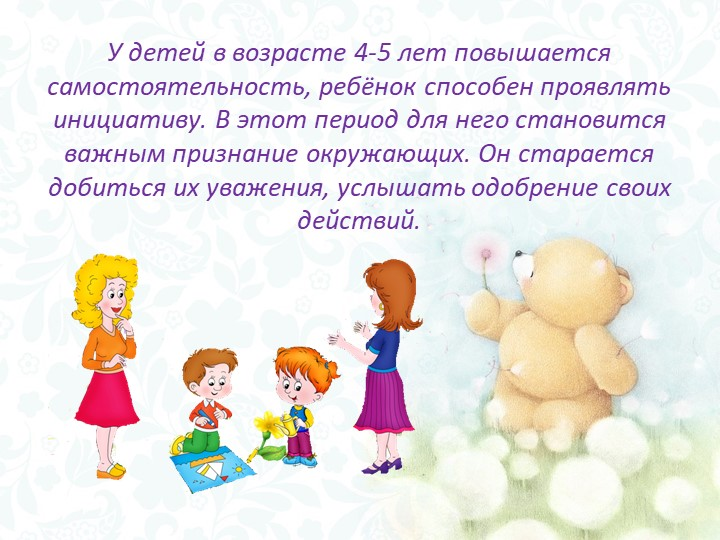 У детей в возрасте 4-5 лет повышается
самостоятельность, ребёнок способен проявлять
инициативу. В этот период для него становится
важным признание окружающих. Он старается
добиться их уважения, услышать одобрение своих
действий.